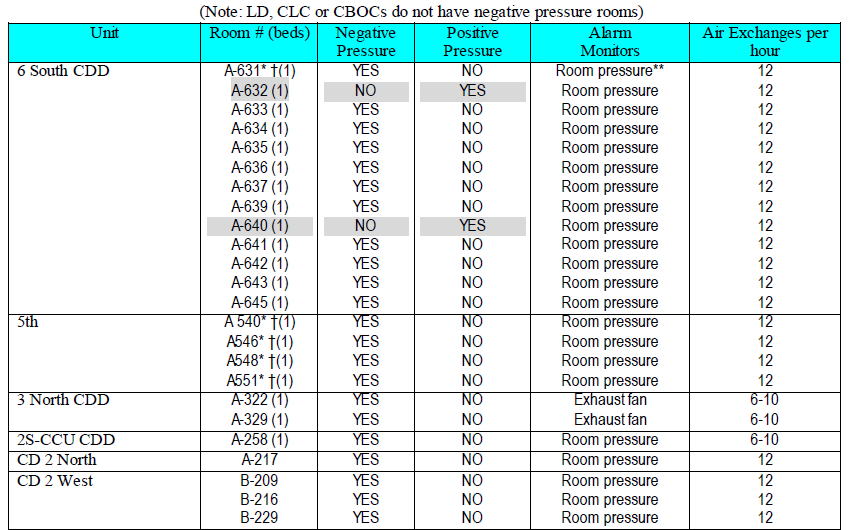 (Note: LD, CLC or CBOCs do not have negative pressure rooms)
Unit Room # (beds) Negative Pressure Positive Pressure Alarm Monitors Air Exchanges per hour
6 South CDD A-631* †(1) YES NO Room pressure** 12
A-632 (1) NO YES Room pressure 12
A-633 (1) YES NO Room pressure 12
A-634 (1) YES NO Room pressure 12
A-635 (1) YES NO Room pressure 12
A-636 (1) YES NO Room pressure 12
A-637 (1) YES NO Room pressure 12
A-639 (1) YES NO Room pressure 12
A-640 (1) NO YES Room pressure 12
A-641 (1) YES NO Room pressure 12
A-642 (1) YES NO Room pressure 12
A-643 (1) YES NO Room pressure 12
A-645 (1) YES NO Room pressure 12
5th A 540* †(1) YES NO Room pressure 12
A546* †(1) YES NO Room pressure 12
A548* †(1) YES NO Room pressure 12
A551* †(1) YES NO Room pressure 12
3 North CDD A-322 (1) YES NO Exhaust fan 6-10
A-329 (1) YES NO Exhaust fan 6-10
2S-CCU CDD A-258 (1) YES NO Room pressure 6-10
CD 2 North A-217 YES NO Room pressure 12
CD 2 West B-209 YES NO Room pressure 12
B-216 YES NO Room pressure 12
B-229 YES NO Room pressure 12